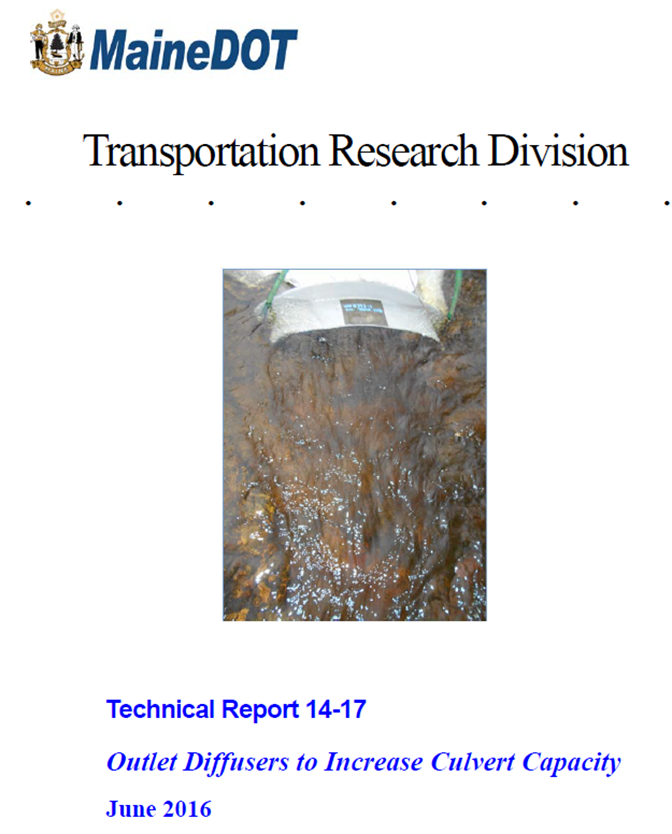 MaineDOT
Transportation Research Division
Technical Report 14-17
Outlet Diffusers to Increase Culvert Capacity
June 2016